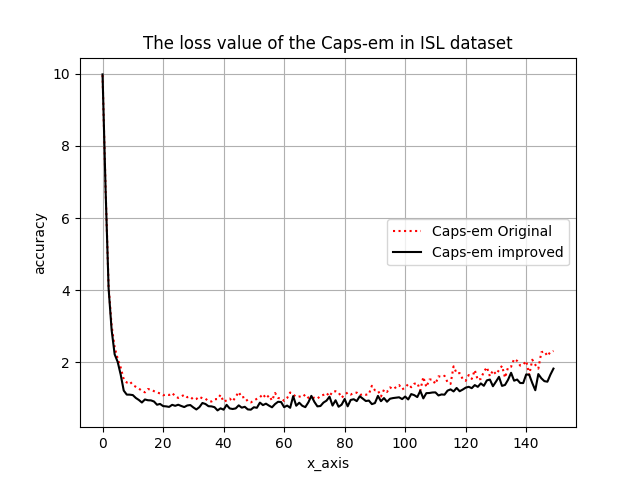 The loss value of the Caps-em in ISL dataset
10
8
6
4
2
accuracy
Caps-em Original
Caps-em improved
0 20 40 60 80 100 120 140
x_axis